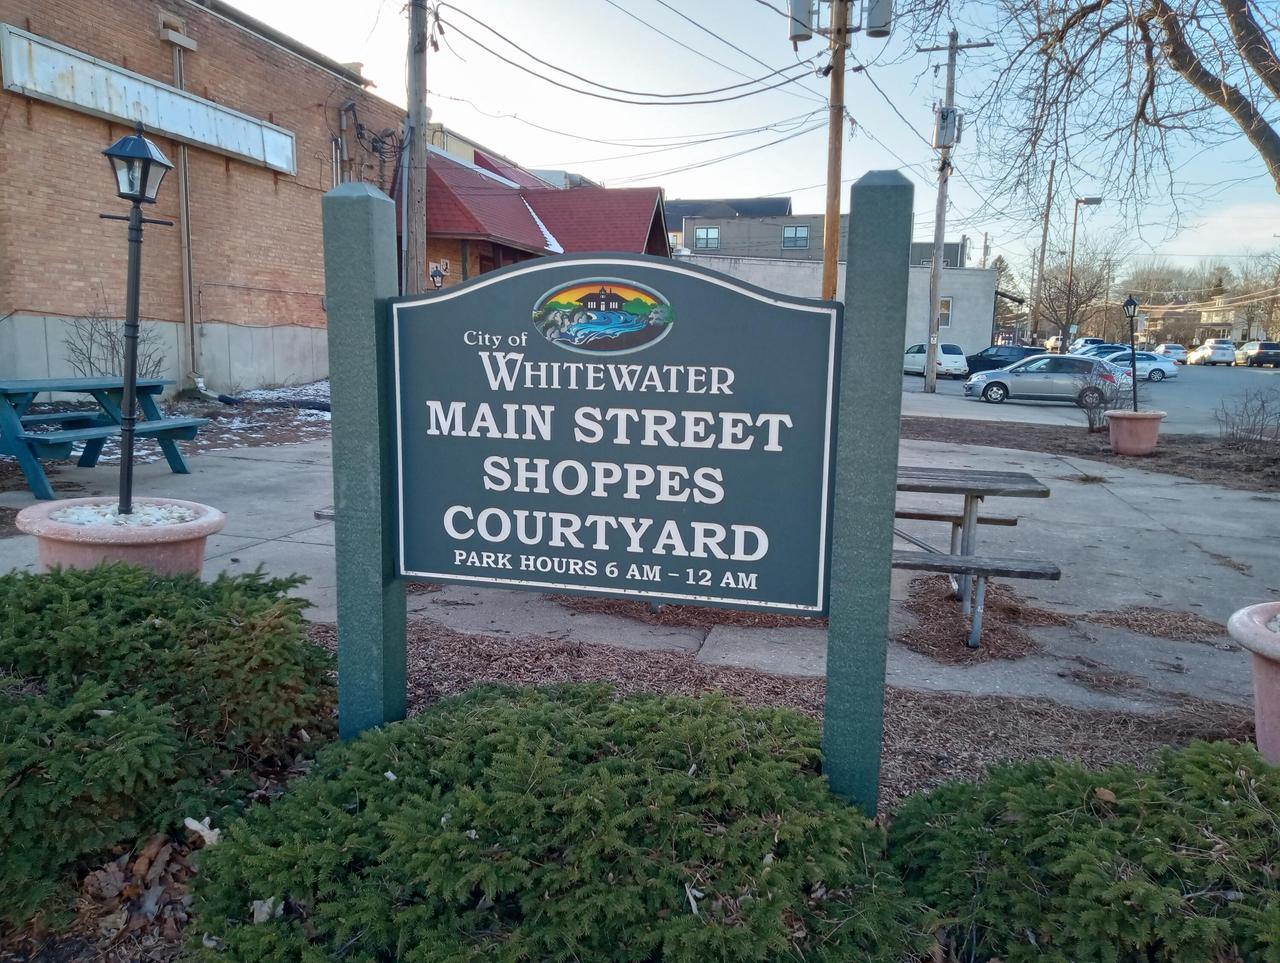 City of
WHITEWATER
MAIN STREET
SHOPPES
COURTYARD
PARK HOURS 6 AM – 12 AM